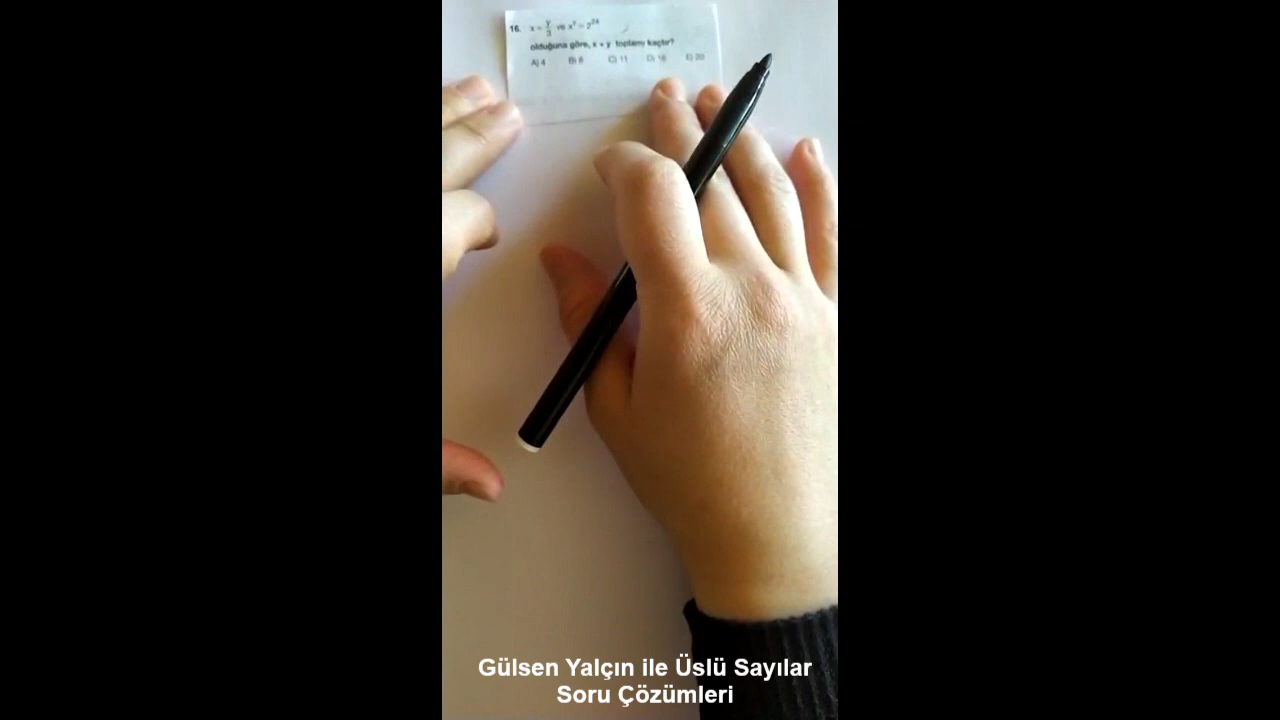 16. x = y/3 ve x^y = 2^24
olduğuna göre, x + y toplamı kaçtır?
A) 4 B) 8 C) 11 D) 16 E) 20
Gülsen Yalçın ile Üslü Sayılar
Soru Çözümleri